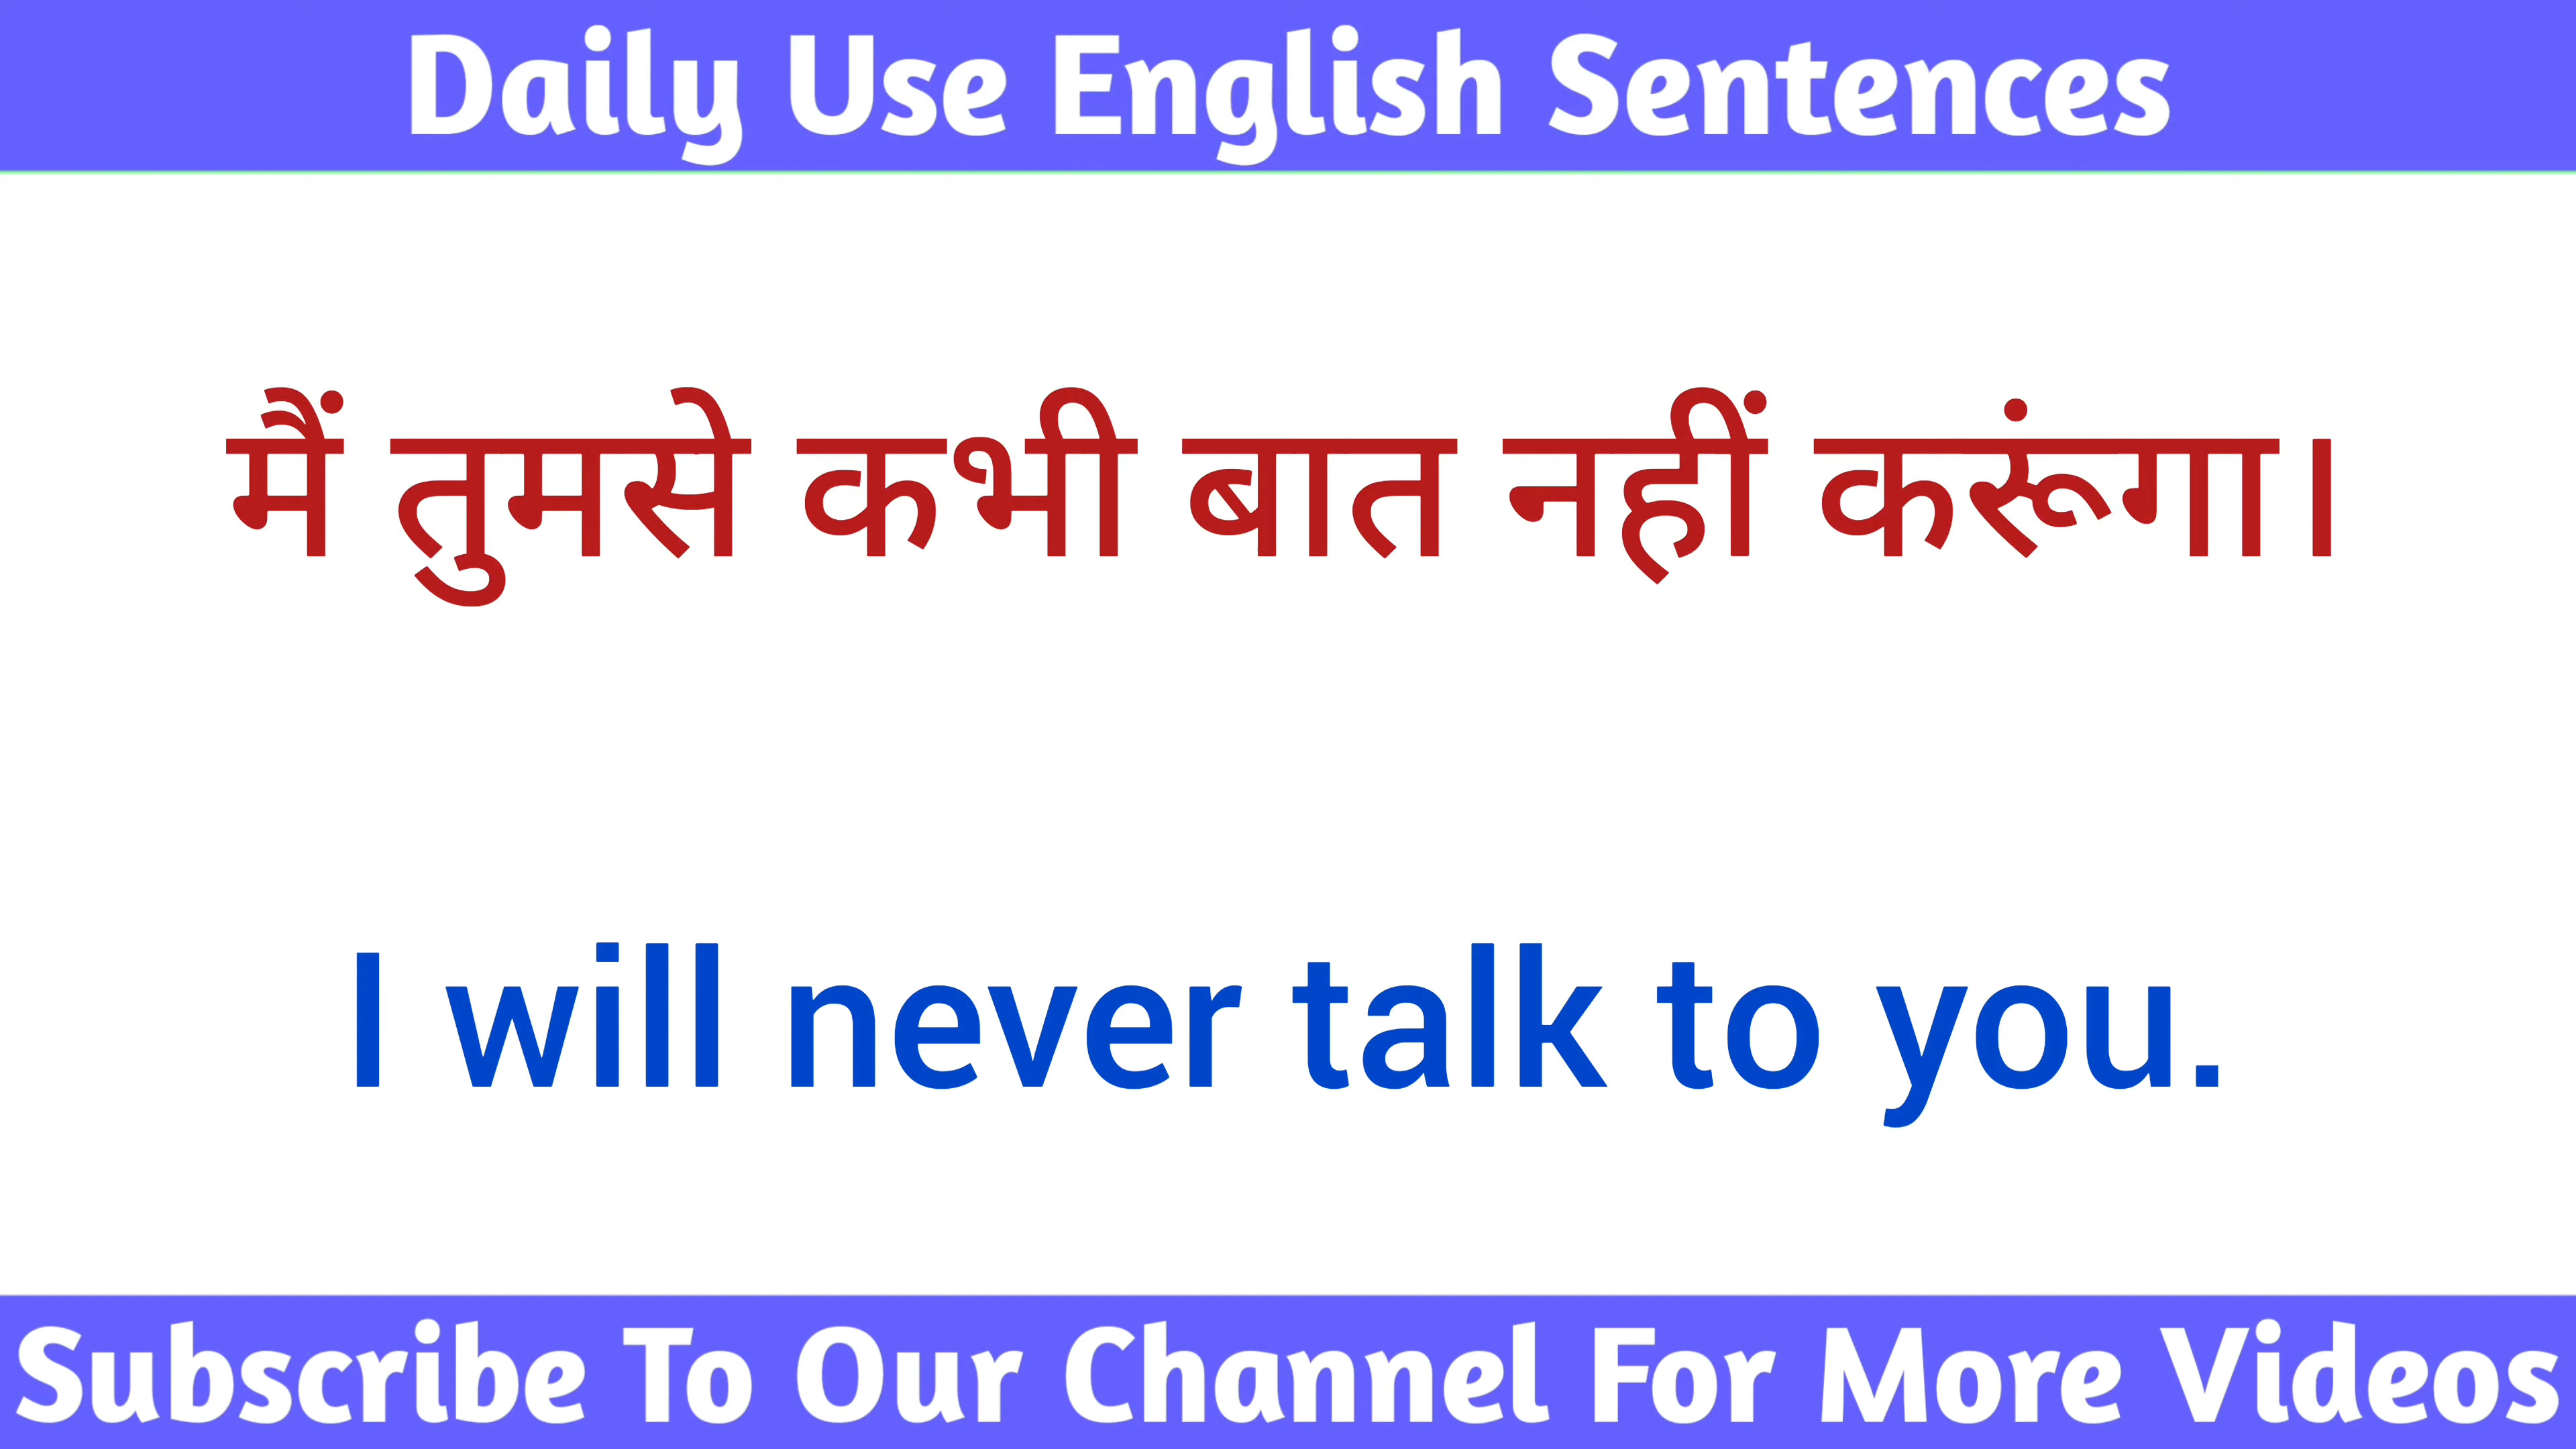 Daily Use English Sentences
मैं तुमसे कभी बात नहीं करूंगा।
I will never talk to you.
Subscribe To Our Channel For More Videos